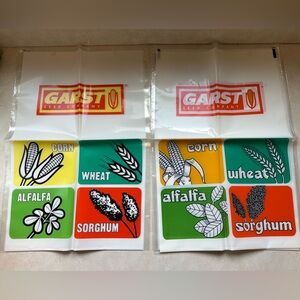 GARST
SEED COMPANY
CORN
WHEAT
ALFALFA
SORGHUM
GARST
SEED COMPANY
corn
wheat
alfalfa
sorghum